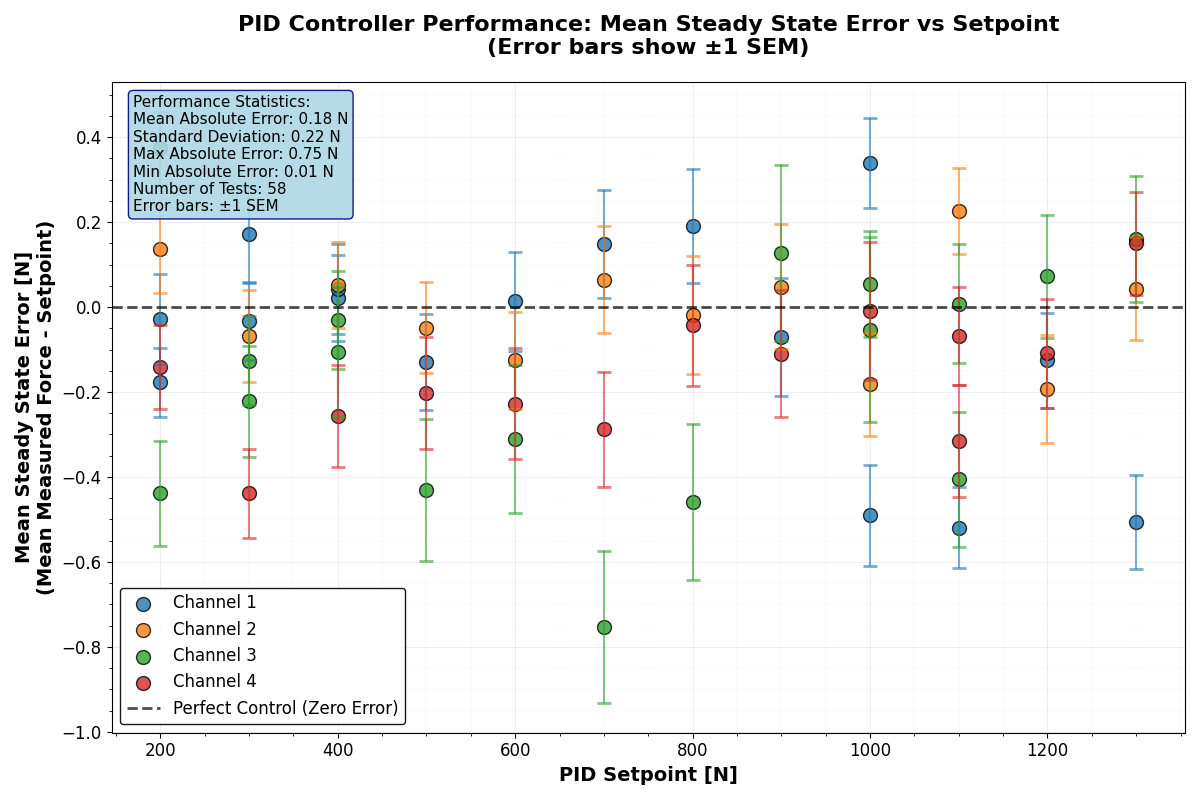 PID Controller Performance: Mean Steady State Error vs Setpoint
(Error bars show ±1 SEM)
Mean Steady State Error [N]
(Mean Measured Force - Setpoint)
0.4
0.2
0.0
−0.2
−0.4
−0.6
−0.8
−1.0
Performance Statistics:
Mean Absolute Error: 0.18 N
Standard Deviation: 0.22 N
Max Absolute Error: 0.75 N
Min Absolute Error: 0.01 N
Number of Tests: 58
Error bars: ±1 SEM
Channel 1
Channel 2
Channel 3
Channel 4
Perfect Control (Zero Error)
200 400 600 800 1000 1200
PID Setpoint [N]